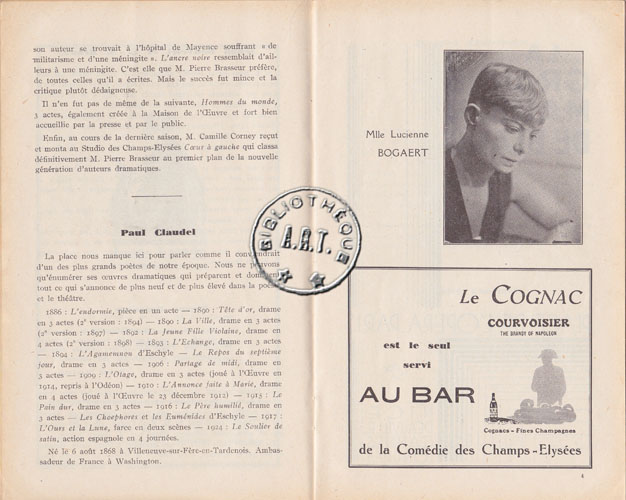 son auteur se trouvait à l'hôpital de Mayence souffrant « de
militarisme et d'une méningite ». L'ancre noire ressemblait d'ail-
leurs à une méningite. C'est elle que M. Pierre Brasseur préfère,
de toutes celles qu'il a écrites. Mais le succès fut mince et la
critique plutôt dédaigneuse.
Il n'en fut pas de même de la suivante, Hommes du monde,
3 actes, également créée à la Maison de l'Œuvre et fort bien
accueillie par la presse et par le public.
Enfin, au cours de la dernière saison, M. Camille Corney reçut
et monta au Studio des Champs-Elysées Cœur à gauche qui classa
définitivement M. Pierre Brasseur au premier plan de la nouvelle
génération d'auteurs dramatiques.
Paul Claudel
La place nous manque ici pour parler comme il conviendrait
d'un des plus grands poètes de notre époque. Nous ne pouvons
qu'énumérer ses œuvres dramatiques qui préparent et dominent
tout ce qui s'annonce de plus neuf et de plus élevé dans la poésie
et le théâtre.
1886 : L'endormie, pièce en un acte — 1890 : Tête d'or, drame
en 3 actes (2e version : 1894) — 1890 : La Ville, drame en 3 actes
(2e version : 1897) — 1892 : La Jeune Fille Violaine, drame en
4 actes (2e version : 1898) — 1893 : L'Echange, drame en 3 actes
— 1894 : L'Agamemnon d'Eschyle — Le Repos du septième
jour, drame en 3 actes — 1906 : Partage de midi, drame en
3 actes — 1909 : L'Otage, drame en 3 actes (joué à l'Œuvre en
1914, repris à l'Odéon) — 1910 : L'Annonce faite à Marie, drame
en 4 actes (joué à l'Œuvre le 23 décembre 1912) — 1915 : Le
Pain dur, drame en 3 actes — 1916 : Le Père humilié, drame en
3 actes — Les Choephores et les Euménides d'Eschyle — 1917 :
L'Ours et la Lune, farce en deux scènes — 1924 : Le Soulier de
satin, action espagnole en 4 journées.
Né le 6 août 1868 à Villeneuve-sur-Fère-en-Tardenois. Ambas-
sadeur de France à Washington.
BIBLIOTHÈQUE
A.R.T.
Mlle Lucienne
BOGAERT
Le COGNAC
COURVOISIER
THE BRANDY OF NAPOLEON
est le seul
servi
AU BAR
Cognacs - Fines Champagnes
de la Comédie des Champs-Elysées
4